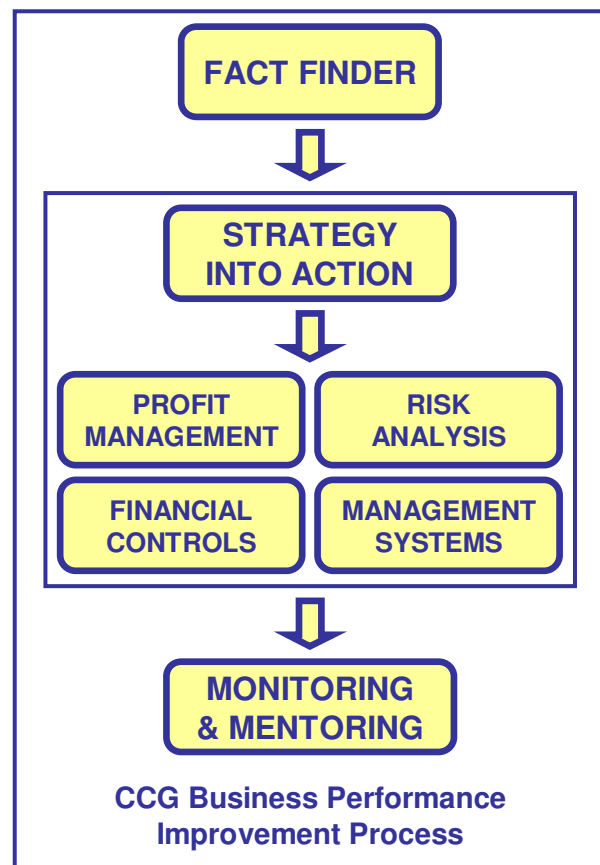 FACT FINDER
STRATEGY
INTO ACTION
PROFIT
MANAGEMENT
RISK
ANALYSIS
FINANCIAL
CONTROLS
MANAGEMENT
SYSTEMS
MONITORING
& MENTORING
CCG Business Performance
Improvement Process